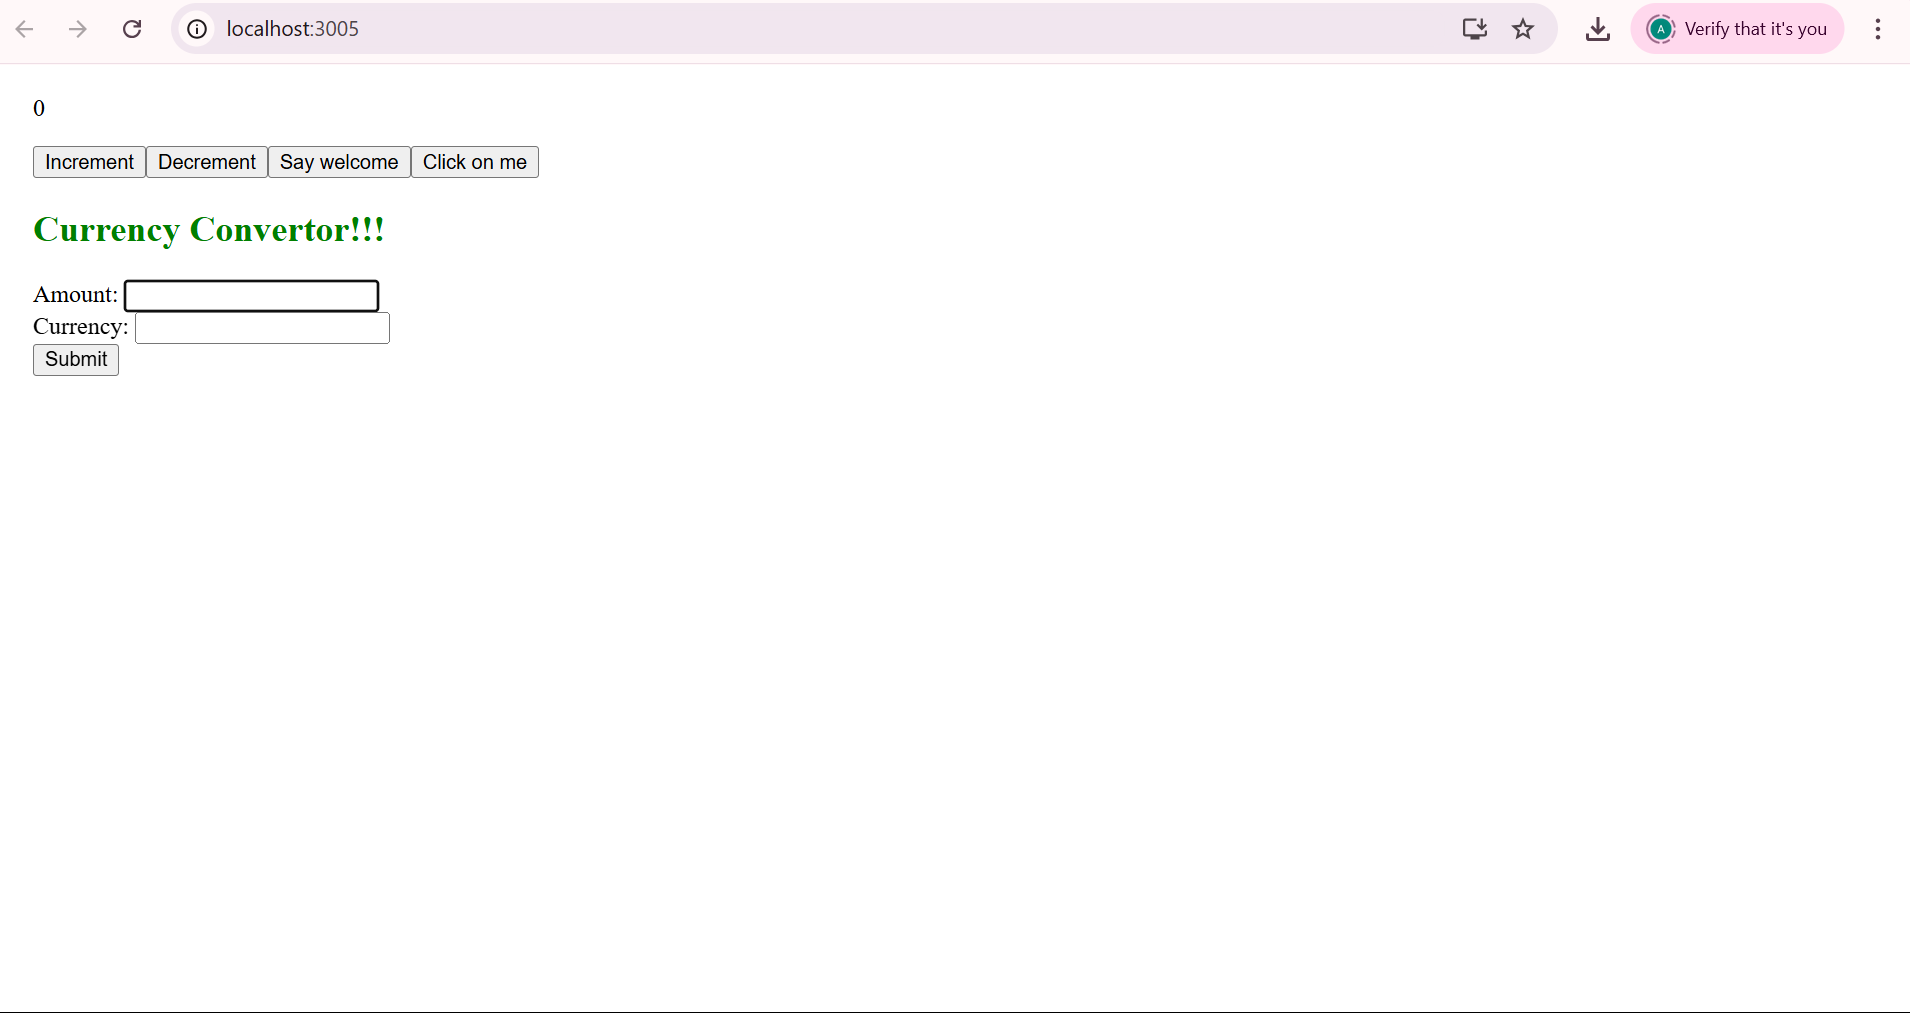 localhost:3005
A
Verify that it's you
0
Increment Decrement Say welcome Click on me
Currency Convertor!!!
Amount:
Currency:
Submit